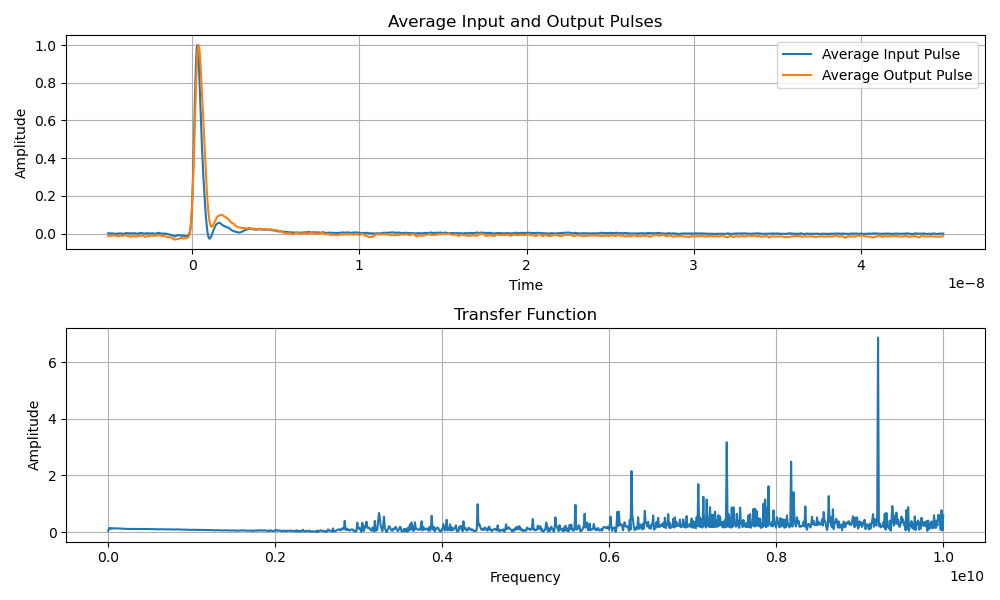 Average Input and Output Pulses
Amplitude
1.0
0.8
0.6
0.4
0.2
0.0
Average Input Pulse
Average Output Pulse
0 1 2 3 4
1e−8
Time
Transfer Function
Amplitude
6
4
2
0
0.0 0.2 0.4 0.6 0.8 1.0
1e10
Frequency